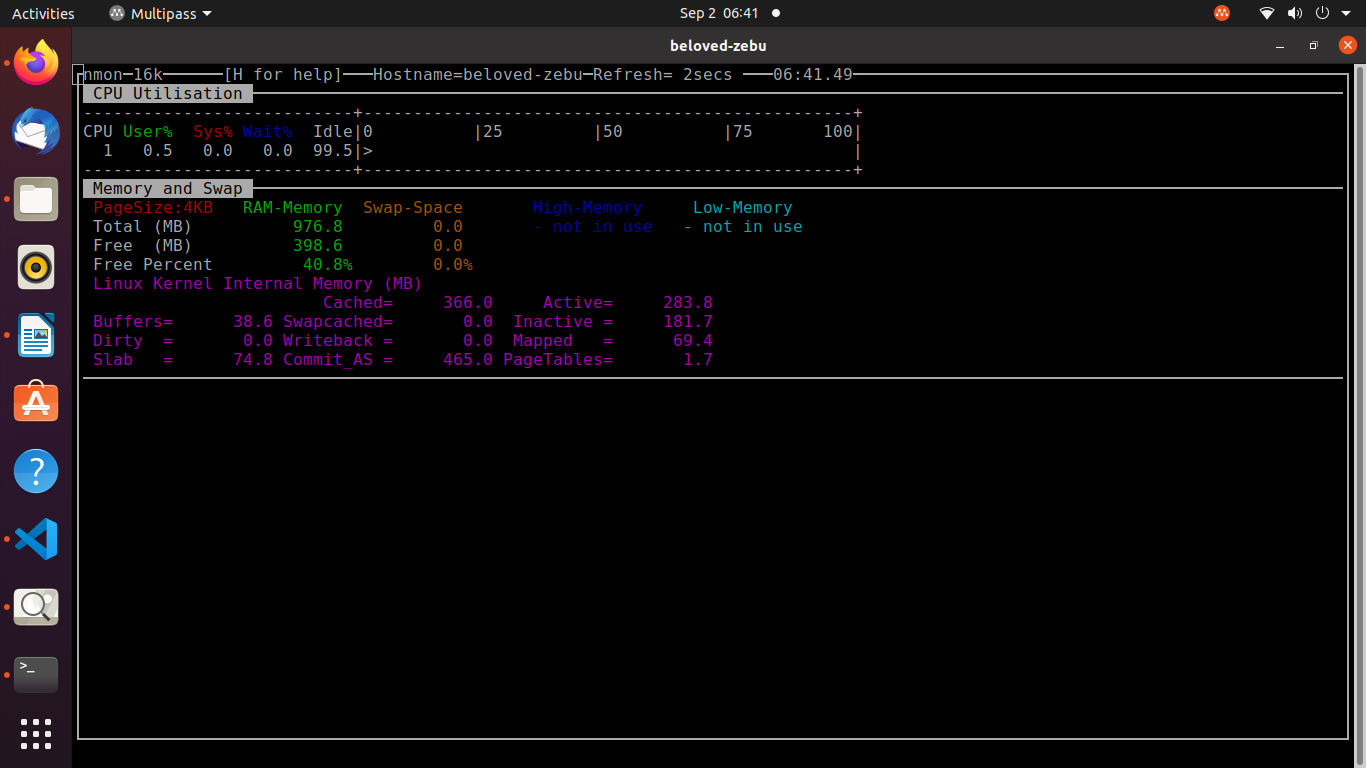 Activities Multipass Sep 2 06:41
beloved-zebu
nmon-16k [H for help] Hostname=beloved-zebu Refresh= 2secs 06:41.49
CPU Utilisation
---------------------------+-------------------------------------------------+
CPU User% Sys% Wait% Idle|0 |25 |50 |75 100|
1 0.5 0.0 0.0 99.5|> |
---------------------------+-------------------------------------------------+
Memory and Swap
PageSize:4KB RAM-Memory Swap-Space High-Memory Low-Memory
Total (MB) 976.8 0.0 - not in use - not in use
Free (MB) 398.6 0.0
Free Percent 40.8% 0.0%
Linux Kernel Internal Memory (MB)
Cached= 366.0 Active= 283.8
Buffers= 38.6 Swapcached= 0.0 Inactive = 181.7
Dirty = 0.0 Writeback = 0.0 Mapped = 69.4
Slab = 74.8 Commit_AS = 465.0 PageTables= 1.7